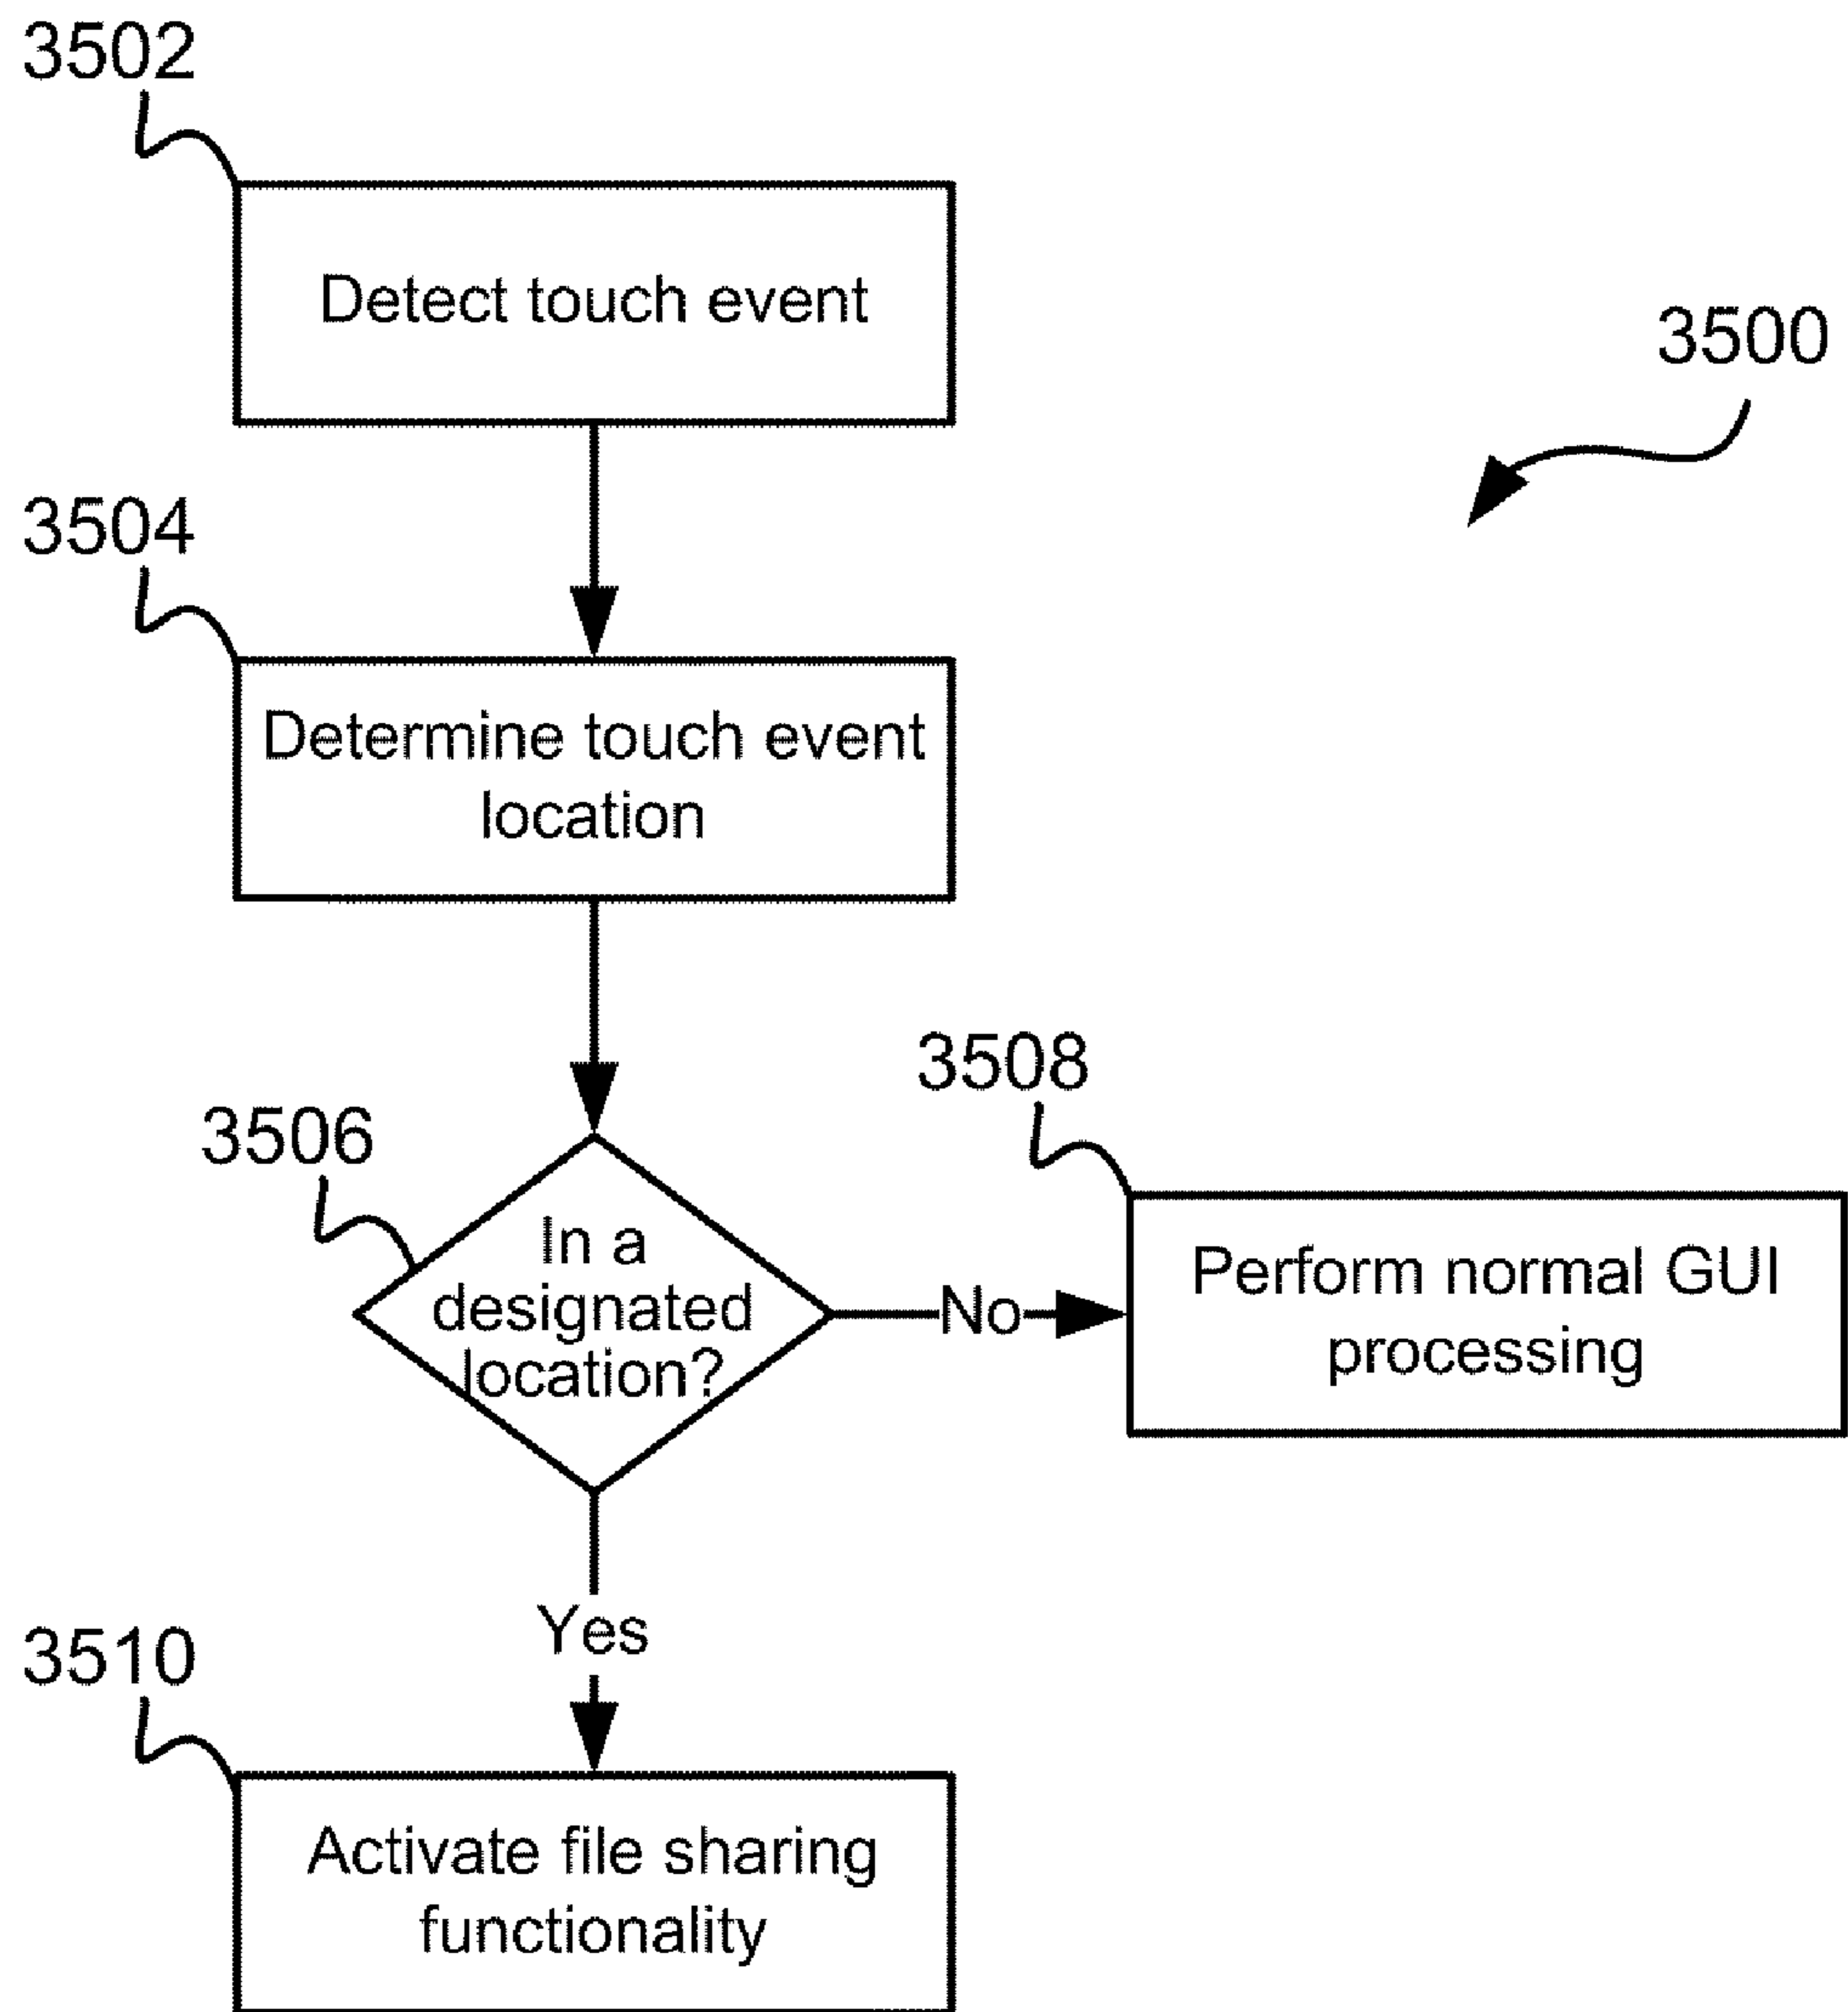 3502
Detect touch event
3500
3504
Determine touch event
location
3506
In a
designated
location?
No
3508
Perform normal GUI
processing
Yes
3510
Activate file sharing
functionality